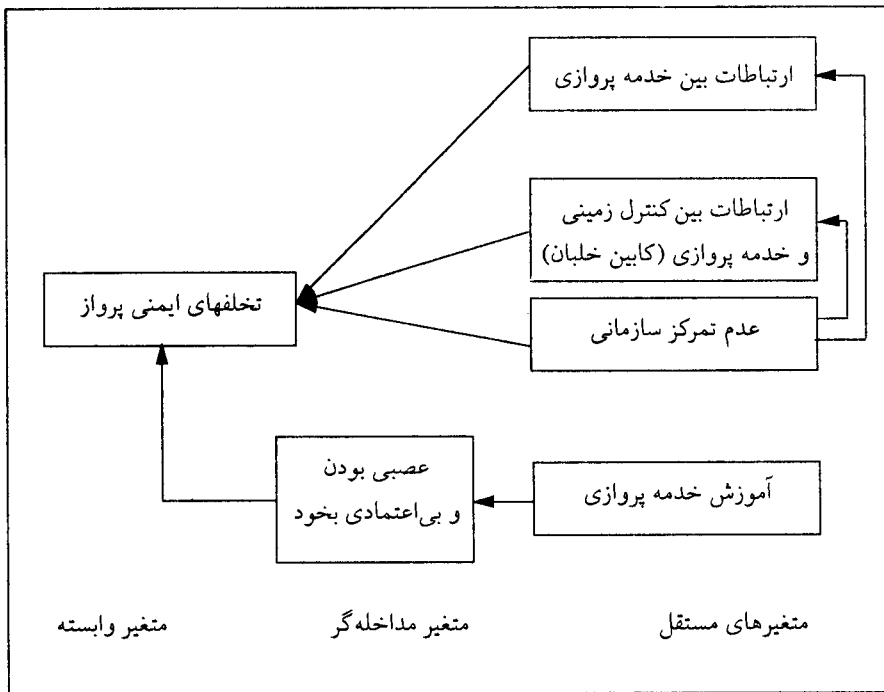 ارتباطات بین خدمه پروازی
ارتباطات بین کنترل زمینی
و خدمه پروازی (کابین خلبان)
تخلفهای ایمنی پرواز
عدم تمرکز سازمانی
عصبی بودن
و بی‌اعتمادی بخود
آموزش خدمه پروازی
متغیرهای مستقل
متغیر مداخله‌گر
متغیر وابسته